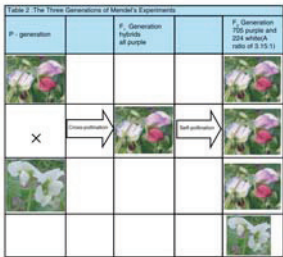 Table 2 :The Three Generations of Mendel's Experiments
P - generation
F₁ Generation
hybrids
all purple
F₂ Generation
705 purple and
224 white(A
ratio of 3.15:1)
×
Cross-pollination
Self-pollination